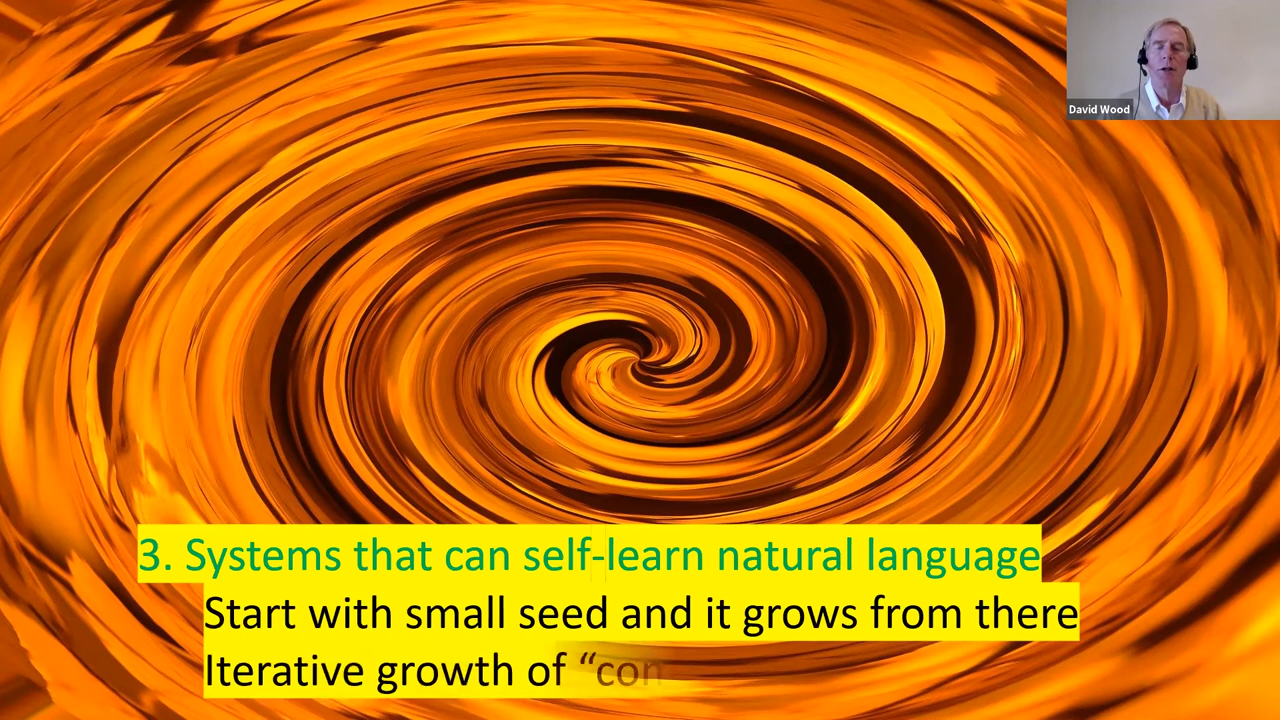 David Wood
3. Systems that can self-learn natural language
Start with small seed and it grows from there
Iterative growth of “con